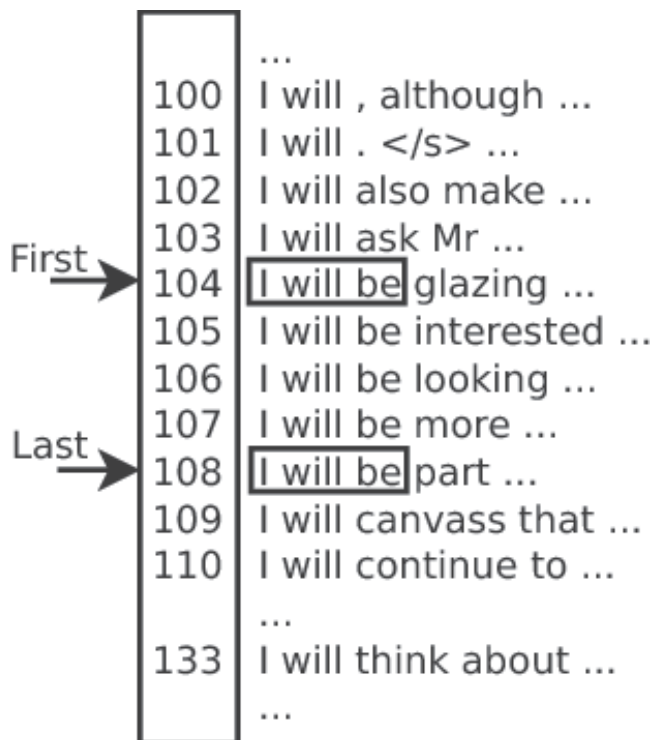 ...
100 I will , although ...
101 I will . </s> ...
102 I will also make ...
103 I will ask Mr ...
First
104 I will be glazing ...
105 I will be interested ...
106 I will be looking ...
107 I will be more ...
Last
108 I will be part ...
109 I will canvass that ...
110 I will continue to ...
...
133 I will think about ...
...